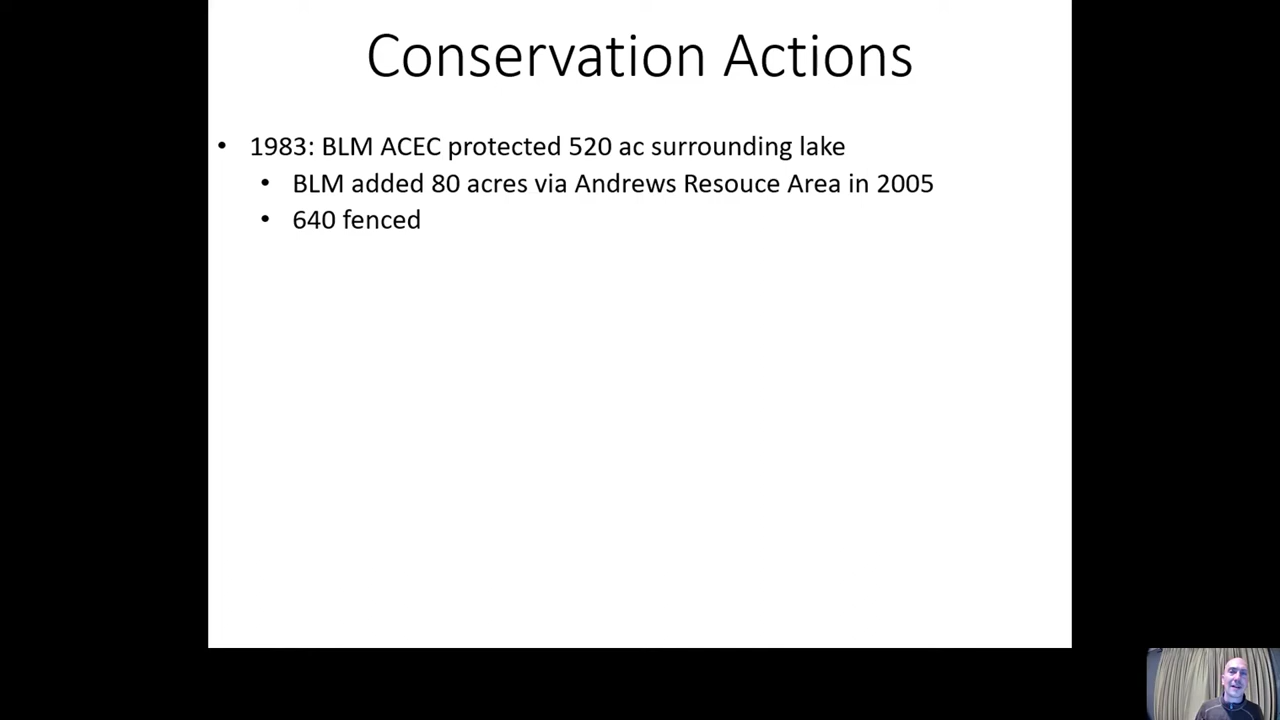 Conservation Actions
• 1983: BLM ACEC protected 520 ac surrounding lake
• BLM added 80 acres via Andrews Resouce Area in 2005
• 640 fenced